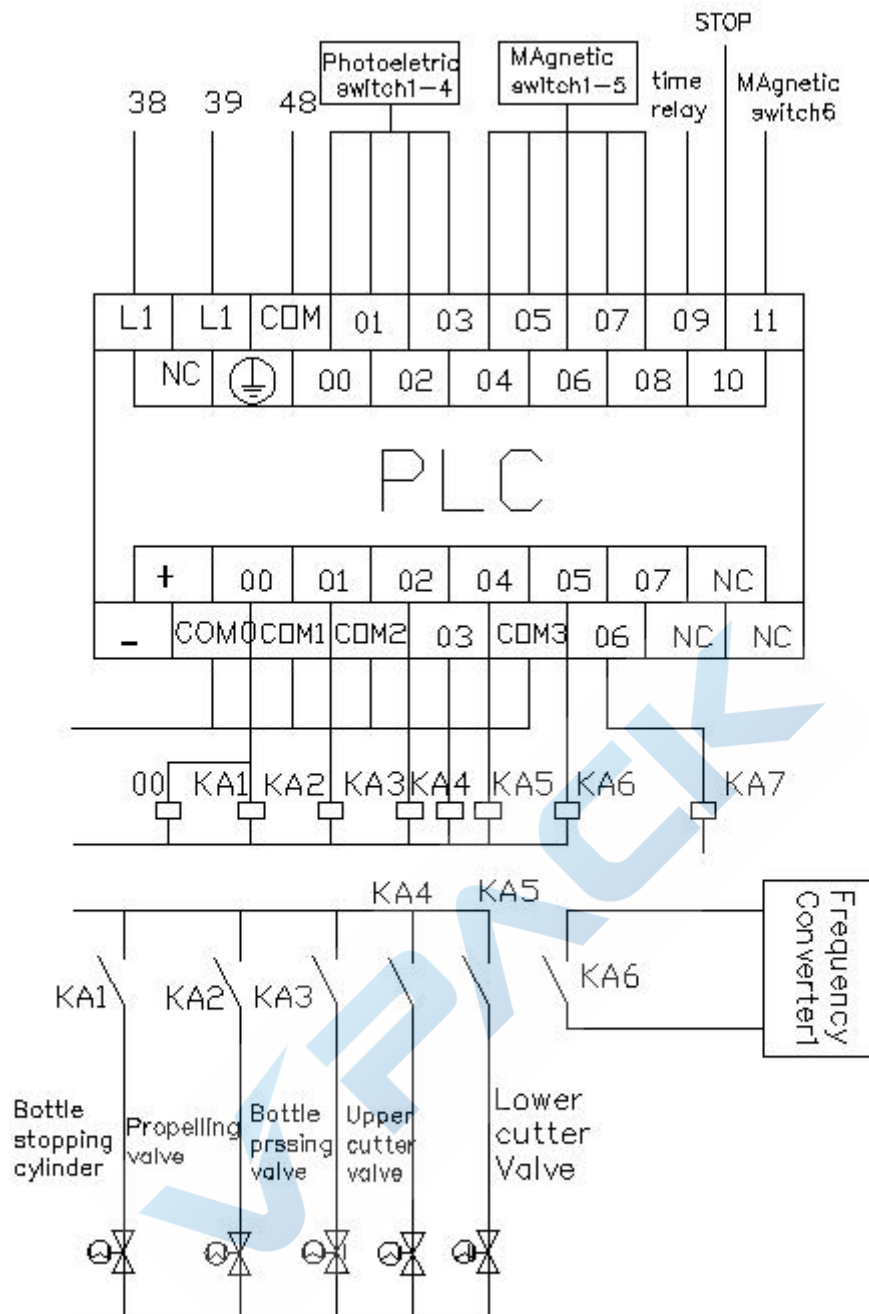 STOP
Photoeletric
switch1-4
MAgnetic
switch1-5
time
relay
MAgnetic
switch6
38 39 48
L1 L1 COM 01 03 05 07 09 11
NC 00 02 04 06 08 10
PLC
+ 00 01 02 04 05 07 NC
- COM0 COM1 COM2 03 COM3 06 NC NC
00 KA1 KA2 KA3 KA4 KA5 KA6 KA7
KA4 KA5
KA1 KA2 KA3 KA6
Frequency
Converter1
Bottle
stopping
cylinder
Propelling
valve
Bottle
prssing
valve
Upper
cutter
valve
Lower
cutter
Valve
VPACK